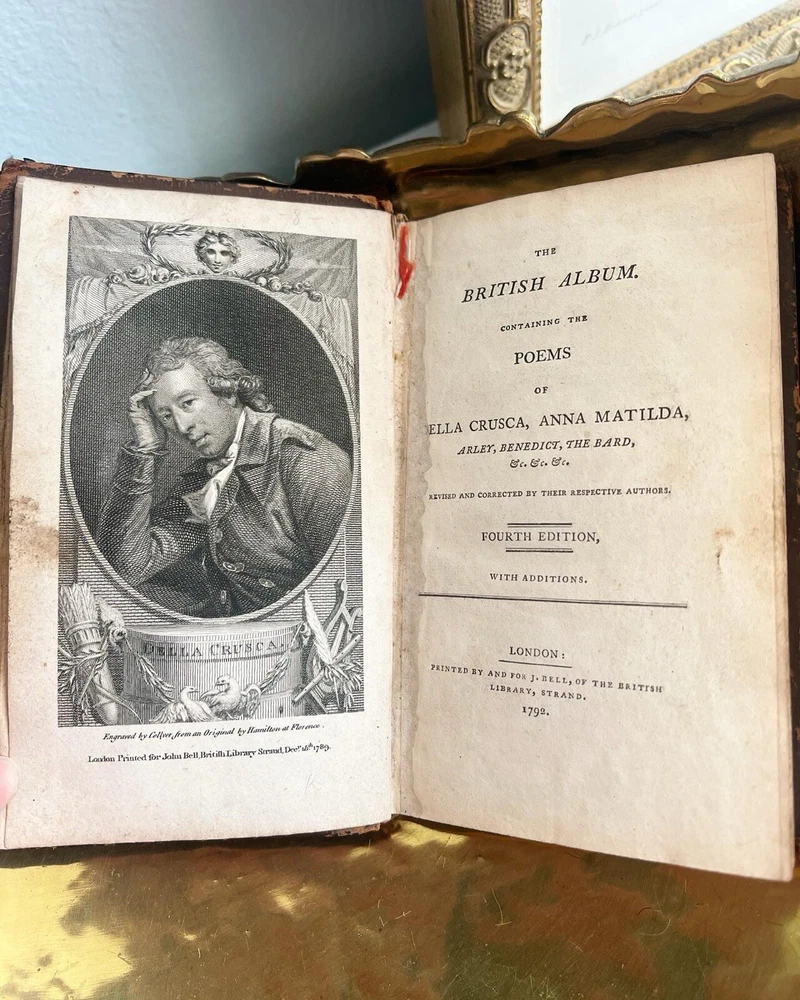 DELLA CRUSCA.
Engraved by Collyer, from an Original by Hamilton at Florence.
London Printed for John Bell, British Library Strand, Decr. 18th 1789.
THE
BRITISH ALBUM.
CONTAINING THE
POEMS
OF
ELLA CRUSCA, ANNA MATILDA,
ARLEY, BENEDICT, THE BARD,
&c. &c. &c.
REVISED AND CORRECTED BY THEIR RESPECTIVE AUTHORS.
FOURTH EDITION,
WITH ADDITIONS.
LONDON:
PRINTED BY AND FOR J. BELL, OF THE BRITISH
LIBRARY, STRAND.
1792.